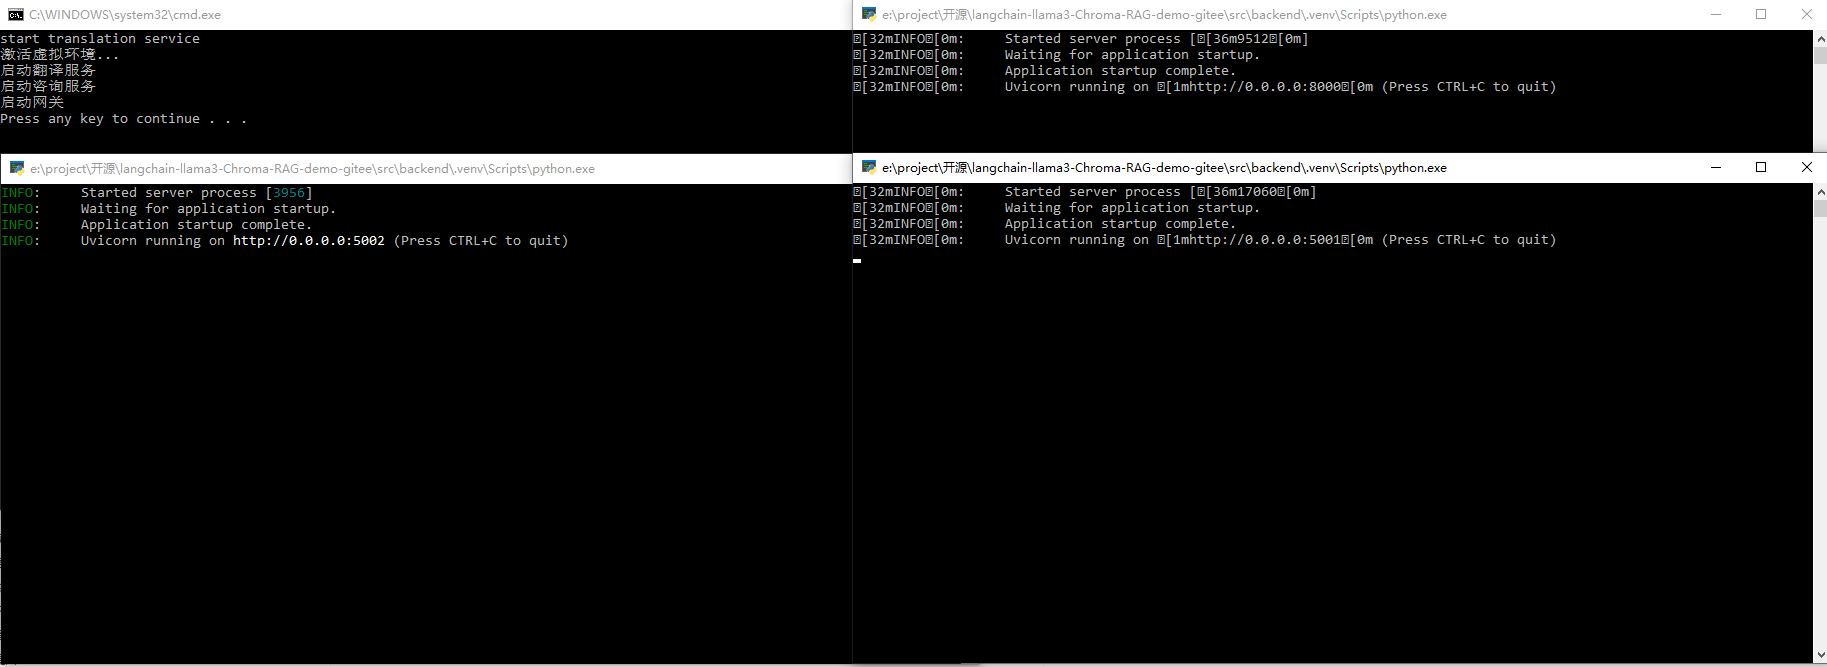 C:\WINDOWS\system32\cmd.exe
start translation service
激活虚拟环境...
启动翻译服务
启动咨询服务
启动网关
Press any key to continue . . .
e:\project\开源\langchain-llama3-Chroma-RAG-demo-gitee\src\backend\.venv\Scripts\python.exe
[32mINFO[0m: Started server process [[36m9512[0m]
[32mINFO[0m: Waiting for application startup.
[32mINFO[0m: Application startup complete.
[32mINFO[0m: Uvicorn running on [1mhttp://0.0.0.0:8000[0m (Press CTRL+C to quit)
e:\project\开源\langchain-llama3-Chroma-RAG-demo-gitee\src\backend\.venv\Scripts\python.exe
INFO: Started server process [3956]
INFO: Waiting for application startup.
INFO: Application startup complete.
INFO: Uvicorn running on http://0.0.0.0:5002 (Press CTRL+C to quit)
e:\project\开源\langchain-llama3-Chroma-RAG-demo-gitee\src\backend\.venv\Scripts\python.exe
[32mINFO[0m: Started server process [[36m17060[0m]
[32mINFO[0m: Waiting for application startup.
[32mINFO[0m: Application startup complete.
[32mINFO[0m: Uvicorn running on [1mhttp://0.0.0.0:5001[0m (Press CTRL+C to quit)